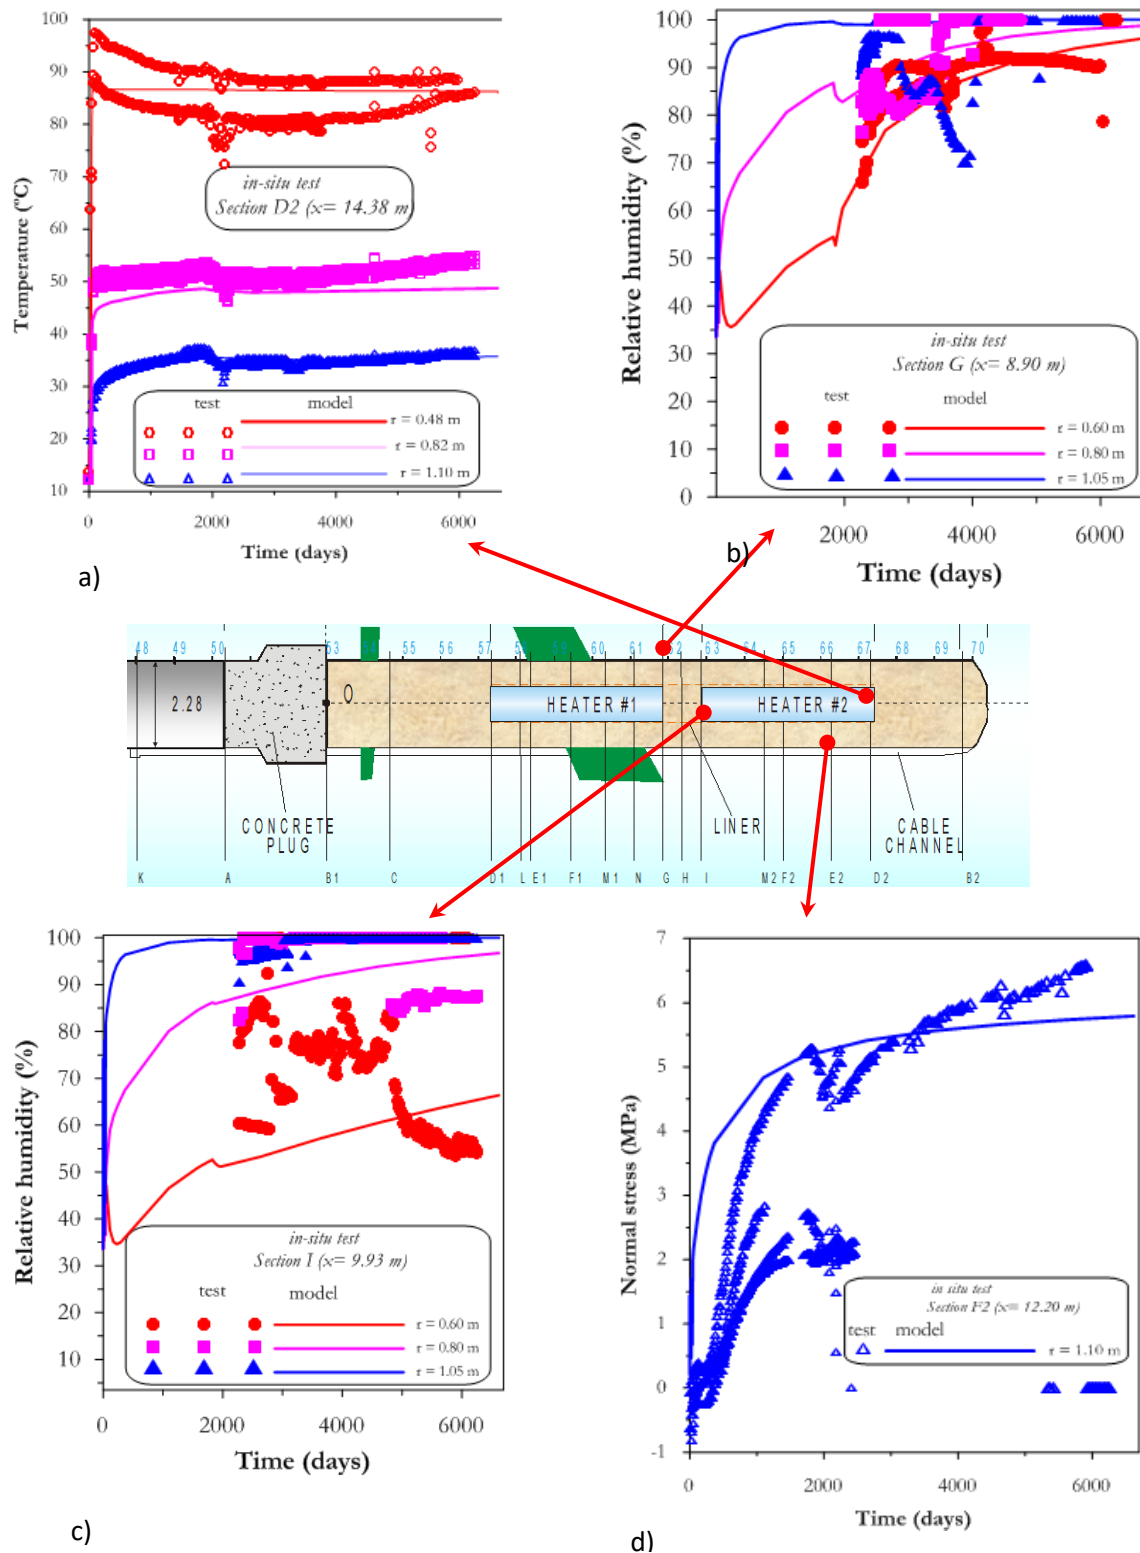 100
90
80
70
60
50
40
30
20
10
Temperature (ºC)
in-situ test
Section D2 (x= 14.38 m)
test model
r = 0.48 m
r = 0.82 m
r = 1.10 m
0 2000 4000 6000
Time (days)
a)
100
90
80
70
60
50
40
30
20
10
0
Relative humidity (%)
in-situ test
Section G (x= 8.90 m)
test model
r = 0.60 m
r = 0.80 m
r = 1.05 m
2000 4000 6000
Time (days)
b)
48 49 50 53 54 55 56 57 58 59 60 61 62 63 64 65 66 67 68 69 70
2.28
O
HEATER #1
HEATER #2
CONCRETE
PLUG
LINER
CABLE
CHANNEL
K A B1 C D1 L E1 F1 M1 N G H I M2 F2 E2 D2 B2
100
90
80
70
60
50
40
30
20
10
Relative humidity (%)
in-situ test
Section I (x= 9.93 m)
test model
r = 0.60 m
r = 0.80 m
r = 1.05 m
0 2000 4000 6000
Time (days)
c)
7
6
5
4
3
2
1
0
-1
Normal stress (MPa)
in situ test
Section F2 (x= 12.20 m)
test model
r = 1.10 m
0 2000 4000 6000
Time (days)
d)